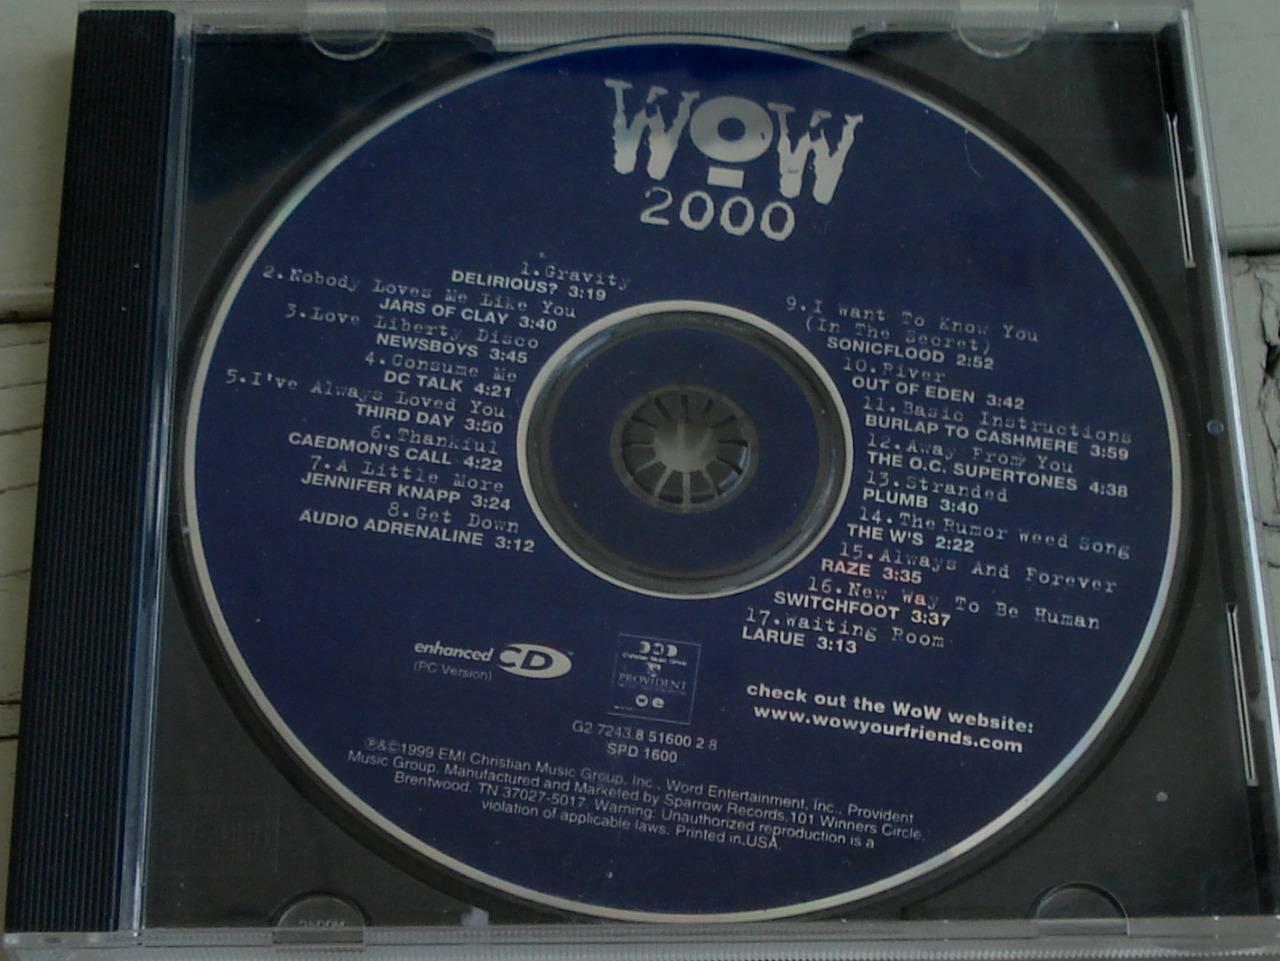 WOW
2000
1.Gravity
DELIRIOUS? 3:19
2.Nobody Loves Me Like You
JARS OF CLAY 3:40
3.Love Liberty Disco
NEWSBOYS 3:45
4.Consume Me
DC TALK 4:21
5.I've Always Loved You
THIRD DAY 3:50
6.Thankful
CAEDMON'S CALL 4:22
7.A Little More
JENNIFER KNAPP 3:24
8.Get Down
AUDIO ADRENALINE 3:12
9.I Want To Know You
(In The Secret)
SONICFLOOD 2:52
10.River
OUT OF EDEN 3:42
11.Basic Instructions
BURLAP TO CASHMERE 3:59
12.Away From You
THE O.C. SUPERTONES 4:38
13.Stranded
PLUMB 3:40
14.The Rumor Weed Song
THE W'S 2:22
15.Always And Forever
RAZE 3:35
16.New Way To Be Human
SWITCHFOOT 3:37
17.Waiting Room
LARUE 3:13
enhanced CD
(PC Version)
Christian Music Group
PROVIDENT
check out the WoW website:
www.wowyourfriends.com
G2 7243 8 51600 2 8
SPD 1600
℗&©1999 EMI Christian Music Group, Inc., Word Entertainment, Inc., Provident
Music Group. Manufactured and Marketed by Sparrow Records,101 Winners Circle,
Brentwood, TN 37027-5017. Warning: Unauthorized reproduction is a
violation of applicable laws. Printed in USA.